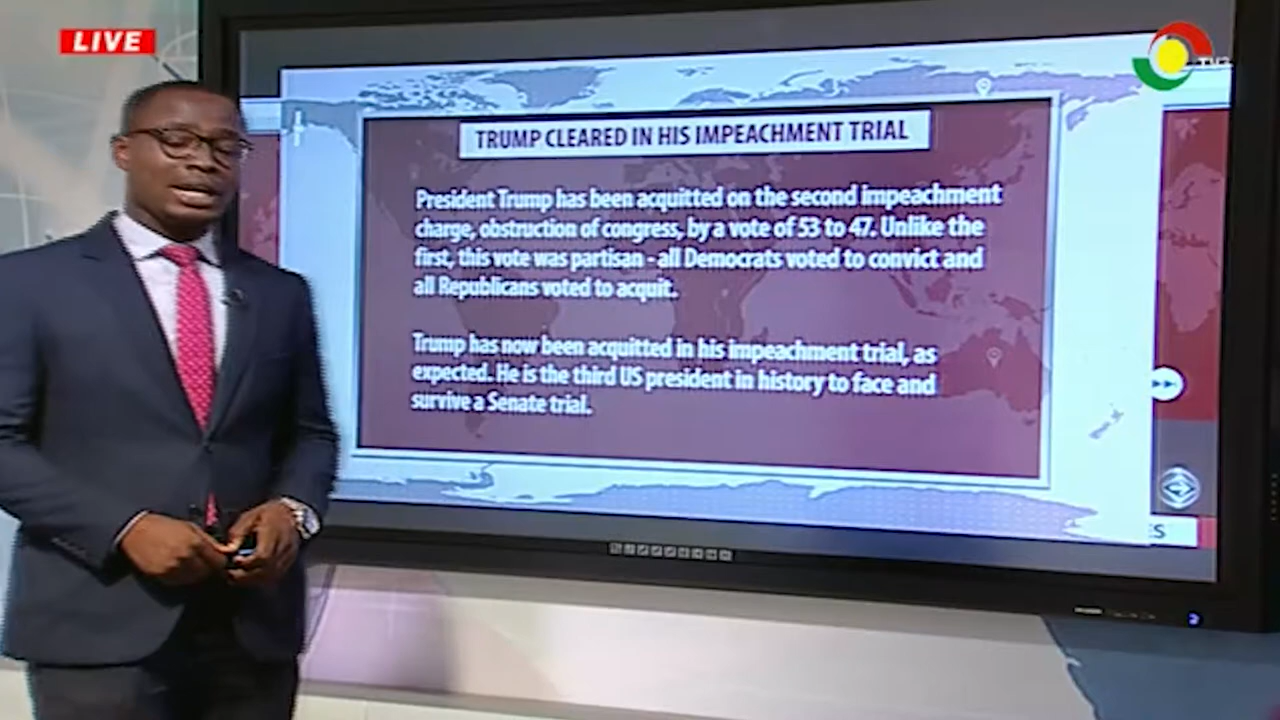 LIVE
TV3
TRUMP CLEARED IN HIS IMPEACHMENT TRIAL
President Trump has been acquitted on the second impeachment
charge, obstruction of congress, by a vote of 53 to 47. Unlike the
first, this vote was partisan - all Democrats voted to convict and
all Republicans voted to acquit.
Trump has now been acquitted in his impeachment trial, as
expected. He is the third US president in history to face and
survive a Senate trial.
ES